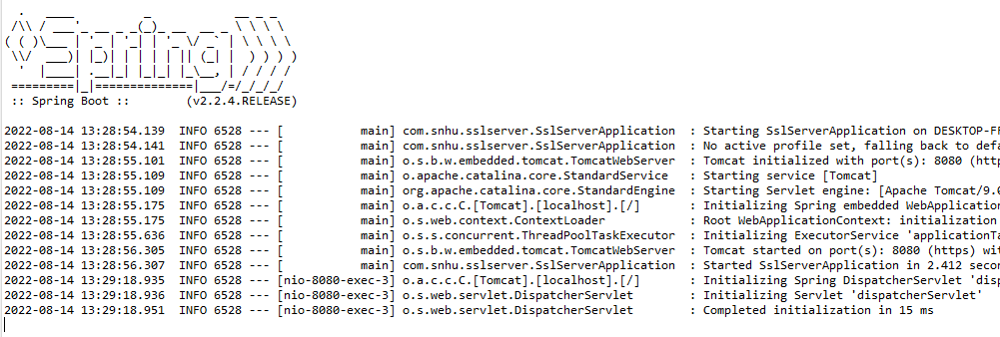 .   ____          _            __ _ _
 /\\ / ___'_ __ _ _(_)_ __  __ _ \ \ \ \
( ( )\___ | '_ | '_| | '_ \/ _` | \ \ \ \
 \\/  ___)| |_)| | | | | || (_| |  ) ) ) )
  '  |____| .__|_| |_|_| |_\__, | / / / /
 =========|_|==============|___/=/_/_/_/
 :: Spring Boot ::        (v2.2.4.RELEASE)
2022-08-14 13:28:54.139  INFO 6528 --- [           main] com.snhu.sslserver.SslServerApplication  : Starting SslServerApplication on DESKTOP-FF
2022-08-14 13:28:54.141  INFO 6528 --- [           main] com.snhu.sslserver.SslServerApplication  : No active profile set, falling back to defa
2022-08-14 13:28:55.101  INFO 6528 --- [           main] o.s.b.w.embedded.tomcat.TomcatWebServer  : Tomcat initialized with port(s): 8080 (http
2022-08-14 13:28:55.109  INFO 6528 --- [           main] o.apache.catalina.core.StandardService   : Starting service [Tomcat]
2022-08-14 13:28:55.109  INFO 6528 --- [           main] org.apache.catalina.core.StandardEngine  : Starting Servlet engine: [Apache Tomcat/9.0
2022-08-14 13:28:55.175  INFO 6528 --- [           main] o.a.c.c.C.[Tomcat].[localhost].[/]       : Initializing Spring embedded WebApplication
2022-08-14 13:28:55.175  INFO 6528 --- [           main] o.s.web.context.ContextLoader            : Root WebApplicationContext: initialization
2022-08-14 13:28:55.636  INFO 6528 --- [           main] o.s.s.concurrent.ThreadPoolTaskExecutor  : Initializing ExecutorService 'applicationTa
2022-08-14 13:28:56.305  INFO 6528 --- [           main] o.s.b.w.embedded.tomcat.TomcatWebServer  : Tomcat started on port(s): 8080 (https) wit
2022-08-14 13:28:56.307  INFO 6528 --- [           main] com.snhu.sslserver.SslServerApplication  : Started SslServerApplication in 2.412 secon
2022-08-14 13:29:18.935  INFO 6528 --- [nio-8080-exec-3] o.a.c.c.C.[Tomcat].[localhost].[/]       : Initializing Spring DispatcherServlet 'disp
2022-08-14 13:29:18.936  INFO 6528 --- [nio-8080-exec-3] o.s.web.servlet.DispatcherServlet        : Initializing Servlet 'dispatcherServlet'
2022-08-14 13:29:18.951  INFO 6528 --- [nio-8080-exec-3] o.s.web.servlet.DispatcherServlet        : Completed initialization in 15 ms